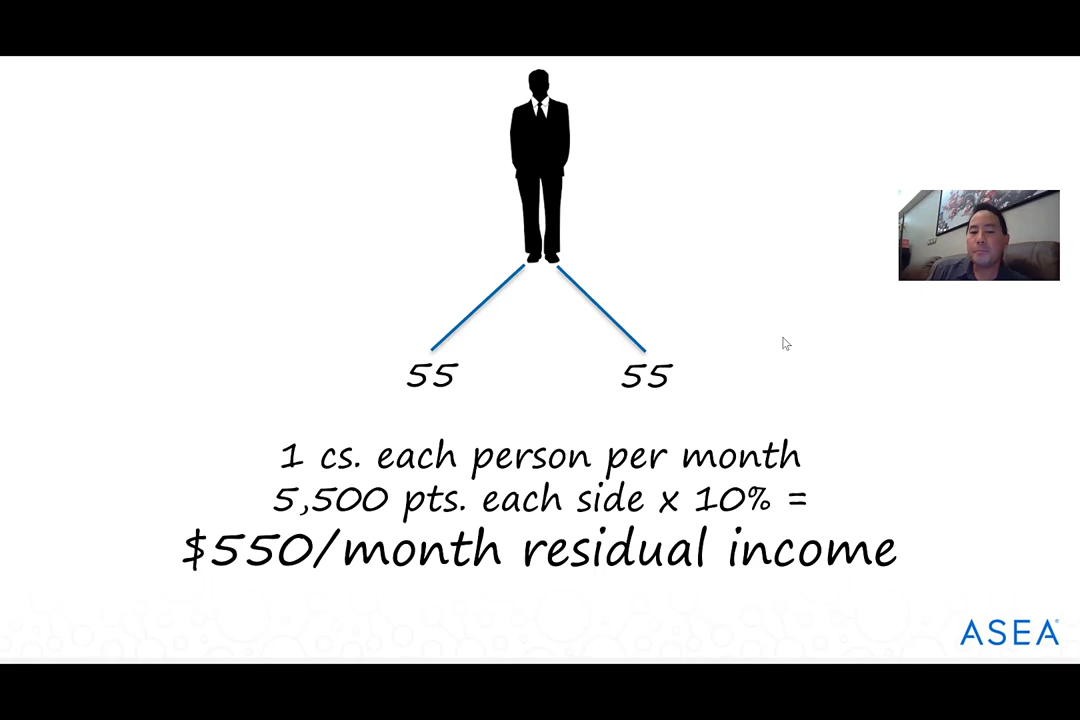 55 55
1 cs. each person per month
5,500 pts. each side x 10% =
$550/month residual income
ASEA®